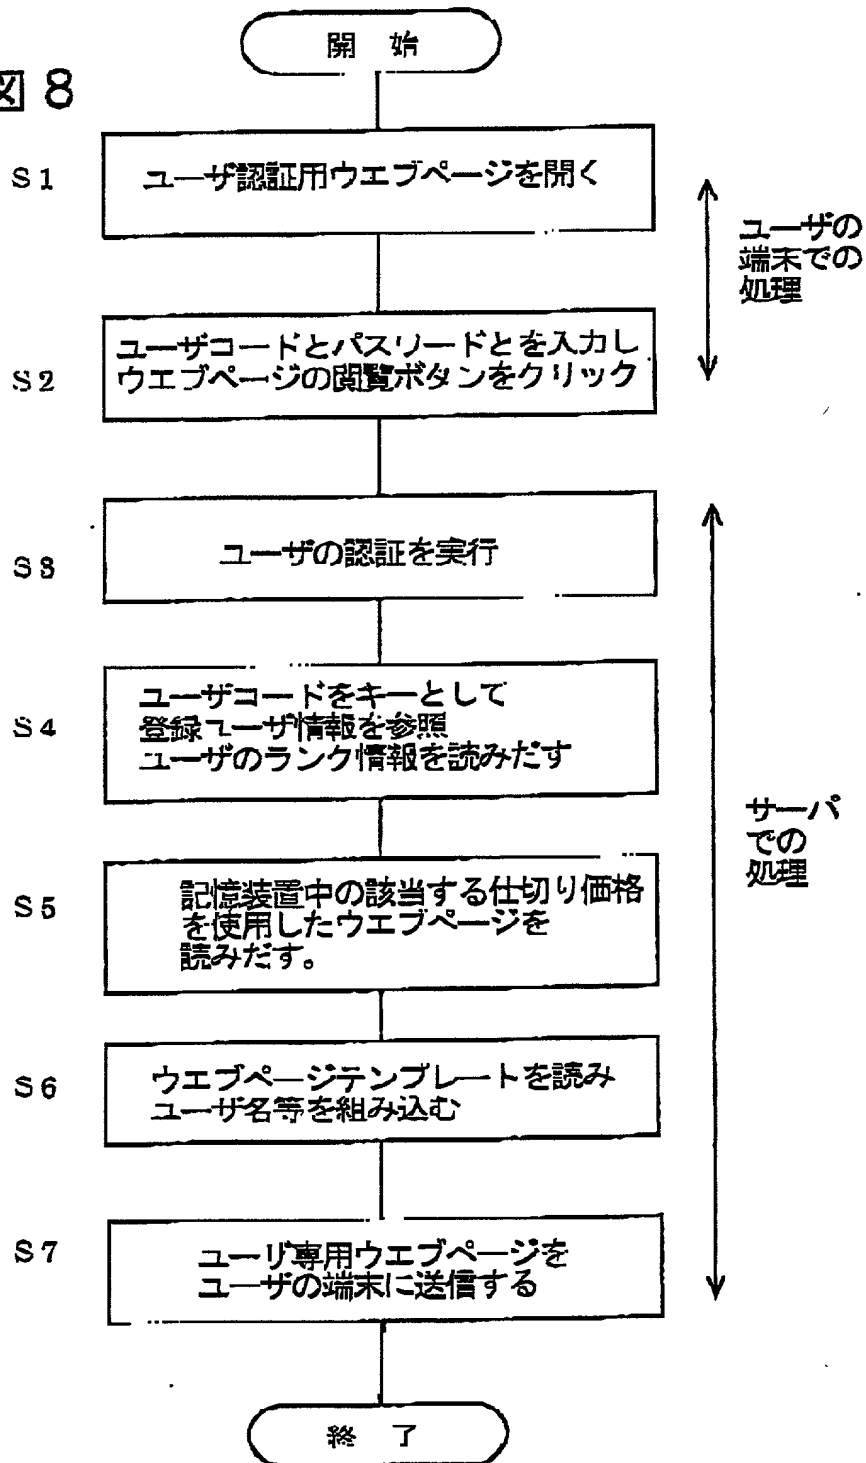 図8
開 始
S1
ユーザ認証用ウエブページを開く
ユーザの
端末での
処理
S2
ユーザコードとパスリードとを入力し
ウエブページの閲覧ボタンをクリック
S3
ユーザの認証を実行
S4
ユーザコードをキーとして
登録ユーザ情報を参照
ユーザのランク情報を読みだす
サーバ
での
処理
S5
記憶装置中の該当する仕切り価格
を使用したウエブページを
読みだす。
S6
ウエブページテンプレートを読み
ユーザ名等を組み込む
S7
ユーザ専用ウエブページを
ユーザの端末に送信する
終 了